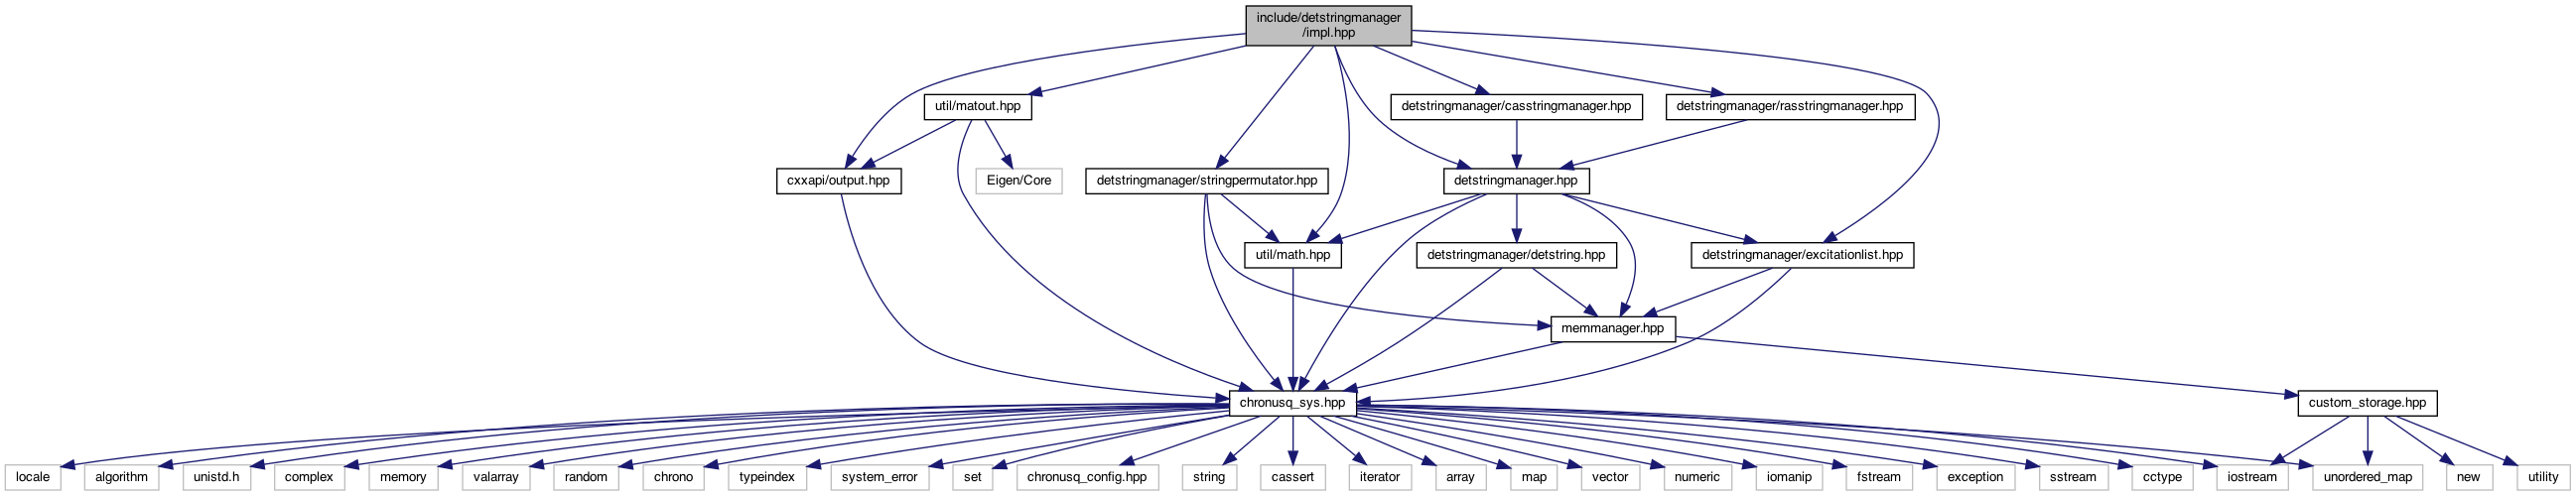 include/detstringmanager
/impl.hpp
util/matout.hpp
detstringmanager/casstringmanager.hpp
detstringmanager/rasstringmanager.hpp
cxxapi/output.hpp
Eigen/Core
detstringmanager/stringpermutator.hpp
detstringmanager.hpp
util/math.hpp
detstringmanager/detstring.hpp
detstringmanager/excitationlist.hpp
memmanager.hpp
chronusq_sys.hpp
custom_storage.hpp
locale
algorithm
unistd.h
complex
memory
valarray
random
chrono
typeindex
system_error
set
chronusq_config.hpp
string
cassert
iterator
array
map
vector
numeric
iomanip
fstream
exception
sstream
cctype
iostream
unordered_map
new
utility